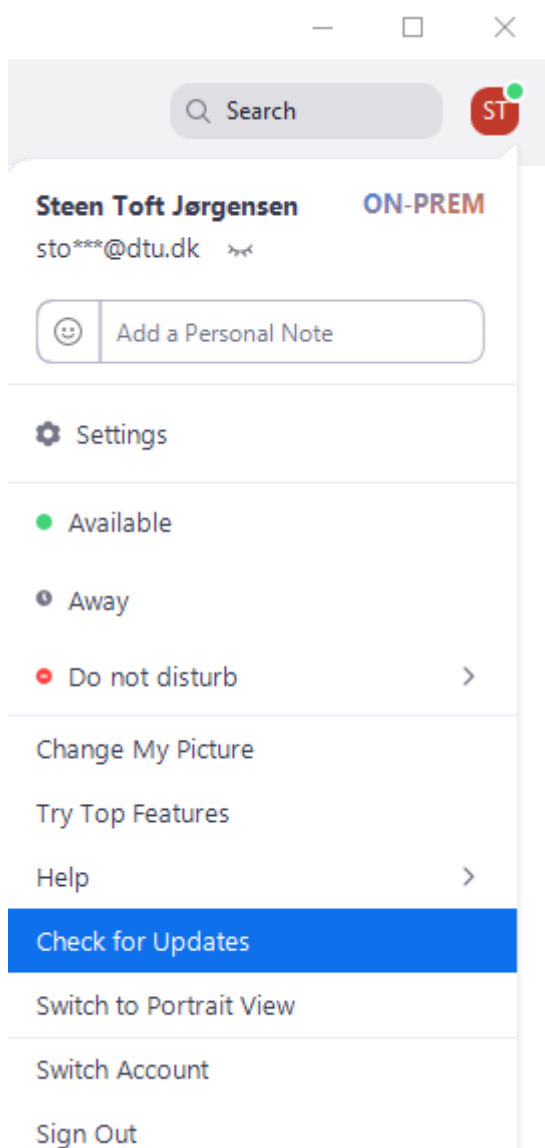 Search
ST
Steen Toft Jørgensen ON-PREM
sto***@dtu.dk
Add a Personal Note
Settings
Available
Away
Do not disturb
Change My Picture
Try Top Features
Help
Check for Updates
Switch to Portrait View
Switch Account
Sign Out